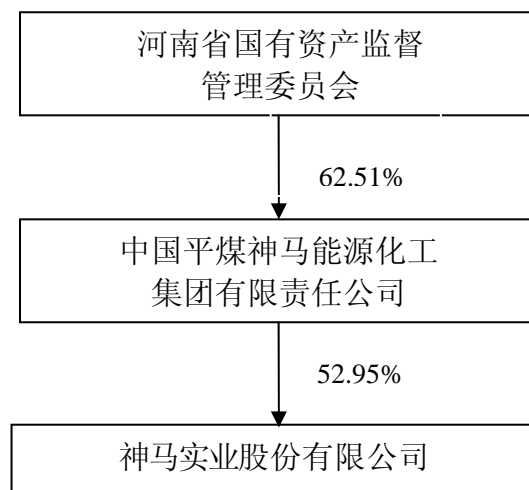 河南省国有资产监督
管理委员会
62.51%
中国平煤神马能源化工
集团有限责任公司
52.95%
神马实业股份有限公司